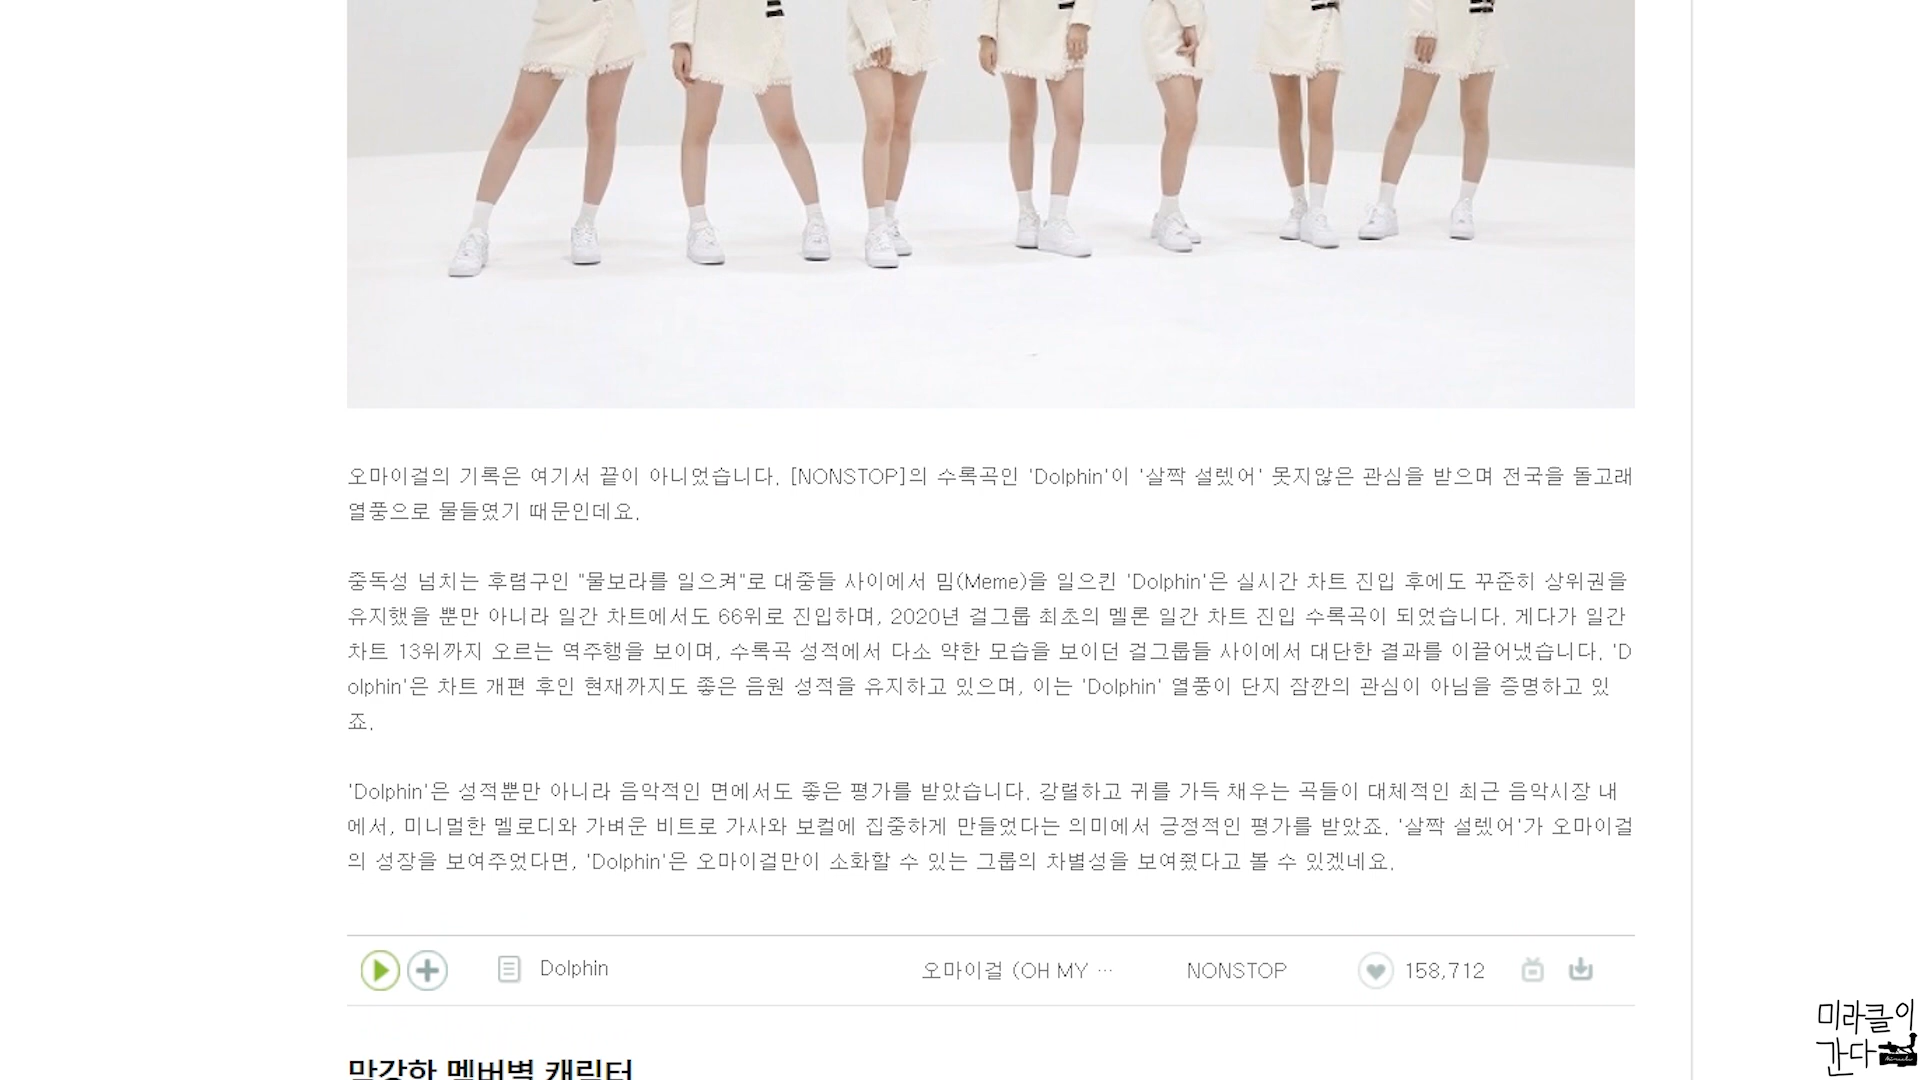 오마이걸의 기록은 여기서 끝이 아니었습니다. [NONSTOP]의 수록곡인 'Dolphin'이 '살짝 설렜어' 못지않은 관심을 받으며 전국을 돌고래
열풍으로 물들였기 때문인데요.
중독성 넘치는 후렴구인 "물보라를 일으켜"로 대중들 사이에서 밈(Meme)을 일으킨 'Dolphin'은 실시간 차트 진입 후에도 꾸준히 상위권을
유지했을 뿐만 아니라 일간 차트에서도 66위로 진입하며, 2020년 걸그룹 최초의 멜론 일간 차트 진입 수록곡이 되었습니다. 게다가 일간
차트 13위까지 오르는 역주행을 보이며, 수록곡 성적에서 다소 약한 모습을 보이던 걸그룹들 사이에서 대단한 결과를 이끌어냈습니다. 'D
olphin'은 차트 개편 후인 현재까지도 좋은 음원 성적을 유지하고 있으며, 이는 'Dolphin' 열풍이 단지 잠깐의 관심이 아님을 증명하고 있
죠.
'Dolphin'은 성적뿐만 아니라 음악적인 면에서도 좋은 평가를 받았습니다. 강렬하고 귀를 가득 채우는 곡들이 대체적인 최근 음악시장 내
에서, 미니멀한 멜로디와 가벼운 비트로 가사와 보컬에 집중하게 만들었다는 의미에서 긍정적인 평가를 받았죠. '살짝 설렜어'가 오마이걸
의 성장을 보여주었다면, 'Dolphin'은 오마이걸만이 소화할 수 있는 그룹의 차별성을 보여줬다고 볼 수 있겠네요.
Dolphin 오마이걸 (OH MY ··· NONSTOP 158,712
막강한 멤버별 캐릭터
미라클이
간다